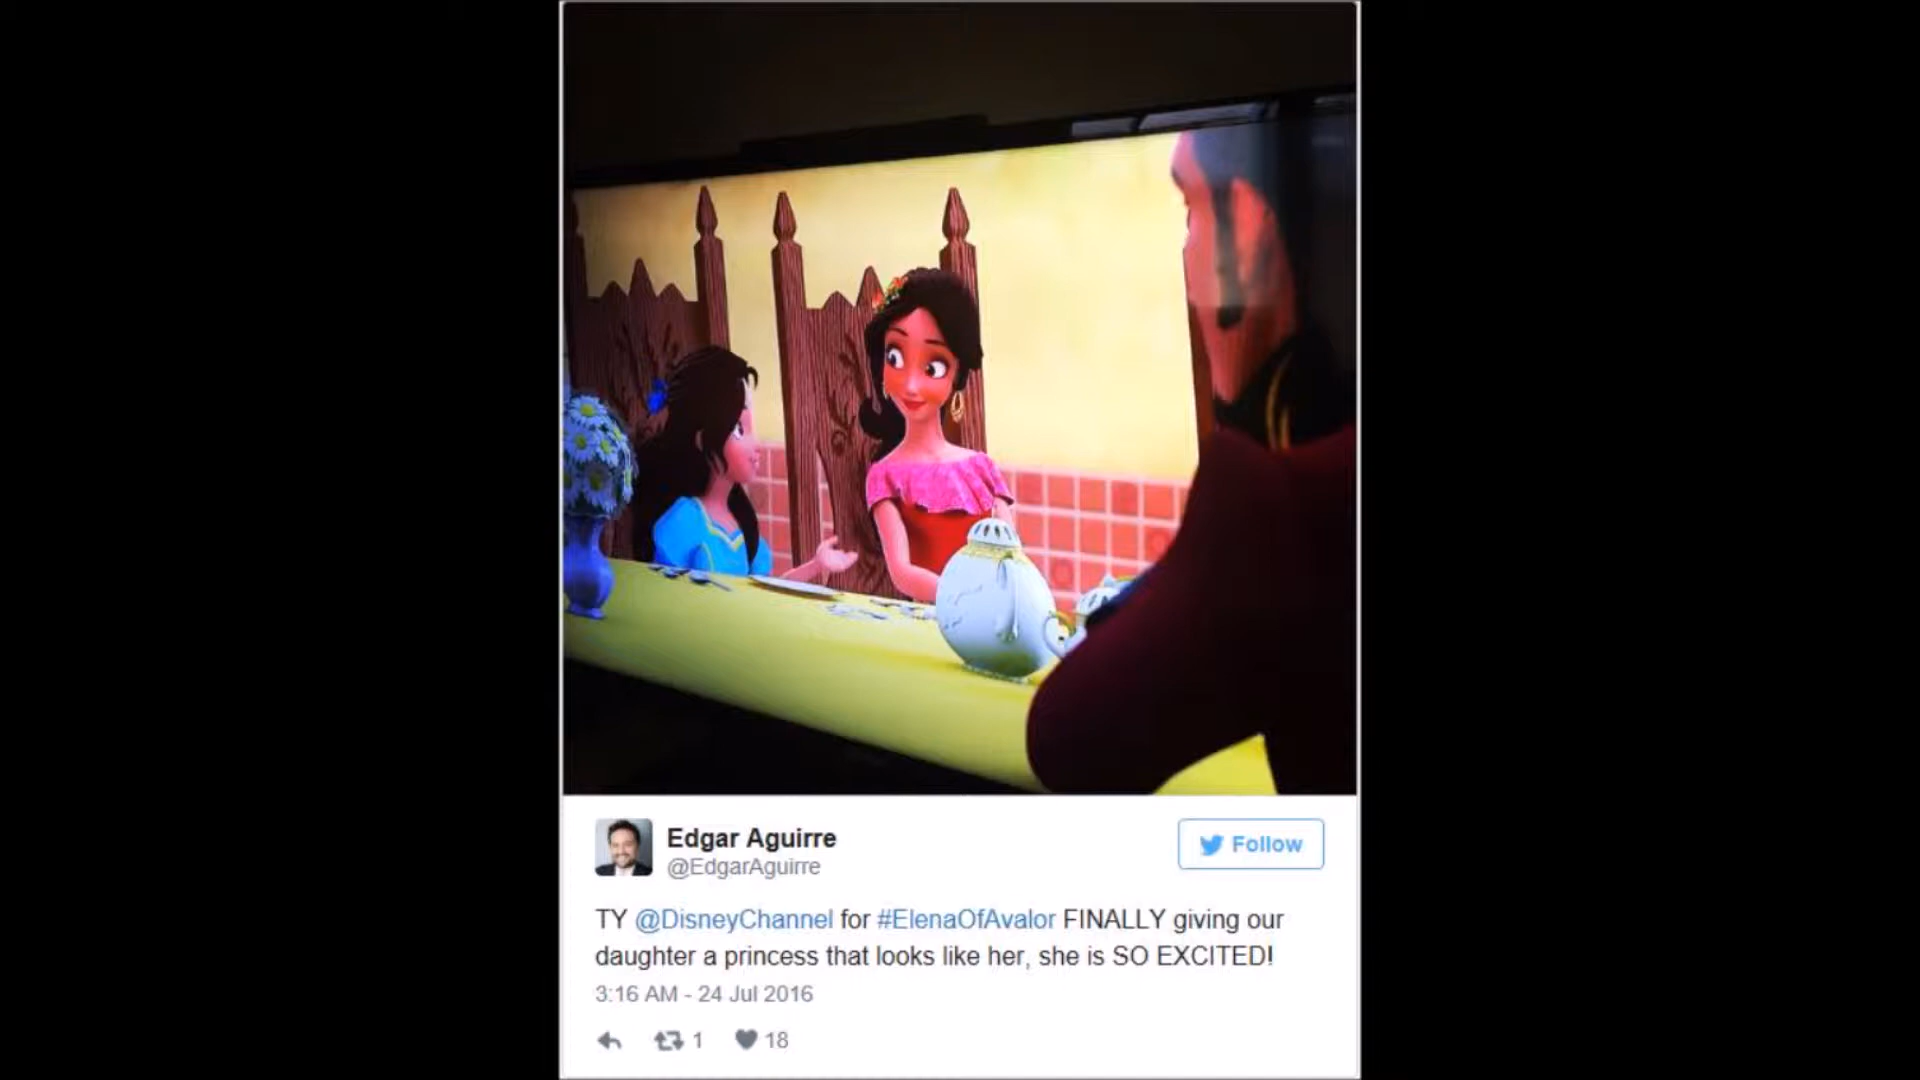 Edgar Aguirre
@EdgarAguirre
Follow
TY @DisneyChannel for #ElenaOfAvalor FINALLY giving our
daughter a princess that looks like her, she is SO EXCITED!
3:16 AM - 24 Jul 2016
1
18